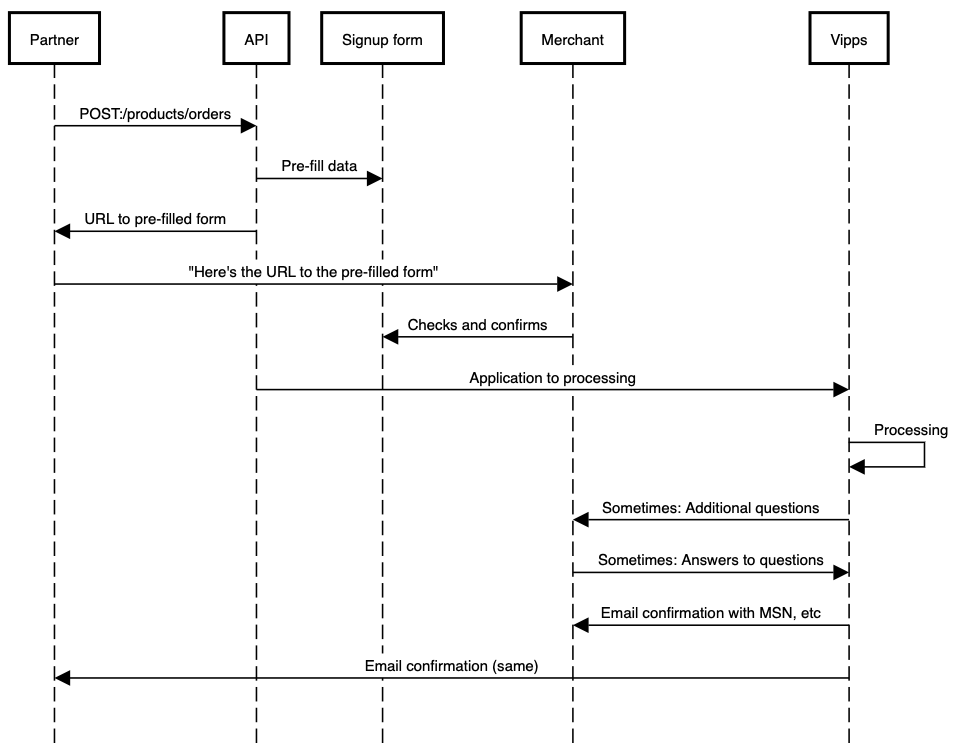 Partner
API
Signup form
Merchant
Vipps
POST:/products/orders
Pre-fill data
URL to pre-filled form
"Here's the URL to the pre-filled form"
Checks and confirms
Application to processing
Processing
Sometimes: Additional questions
Sometimes: Answers to questions
Email confirmation with MSN, etc
Email confirmation (same)